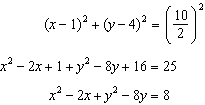 (x−1)² + (y−4)² = (10/2)²
x² − 2x + 1 + y² − 8y + 16 = 25
x² − 2x + y² − 8y = 8